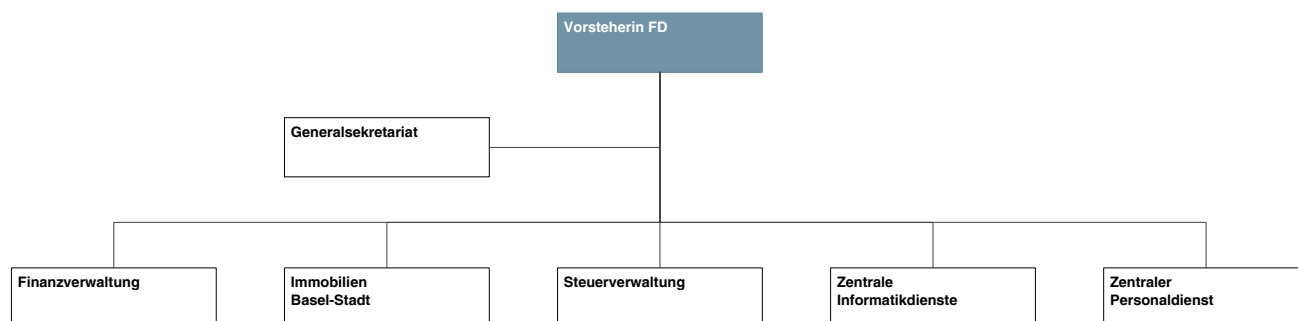 Vorsteherin FD
Generalsekretariat
Finanzverwaltung
Immobilien
Basel-Stadt
Steuerverwaltung
Zentrale
Informatikdienste
Zentraler
Personaldienst